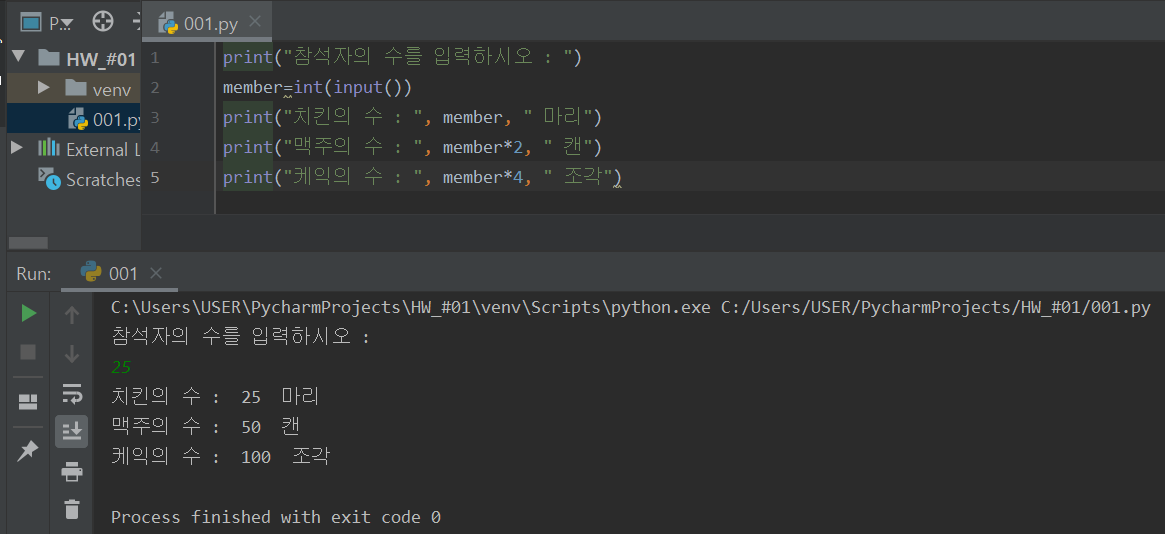 P...
001.py
HW_#01
venv
001.py
External L
Scratches
1 print("참석자의 수를 입력하시오 : ")
2 member=int(input())
3 print("치킨의 수 : ", member, " 마리")
4 print("맥주의 수 : ", member*2, " 캔")
5 print("케익의 수 : ", member*4, " 조각")
Run: 001
C:\Users\USER\PycharmProjects\HW_#01\venv\Scripts\python.exe C:/Users/USER/PycharmProjects/HW_#01/001.py
참석자의 수를 입력하시오 :
25
치킨의 수 :  25  마리
맥주의 수 :  50  캔
케익의 수 :  100  조각
Process finished with exit code 0